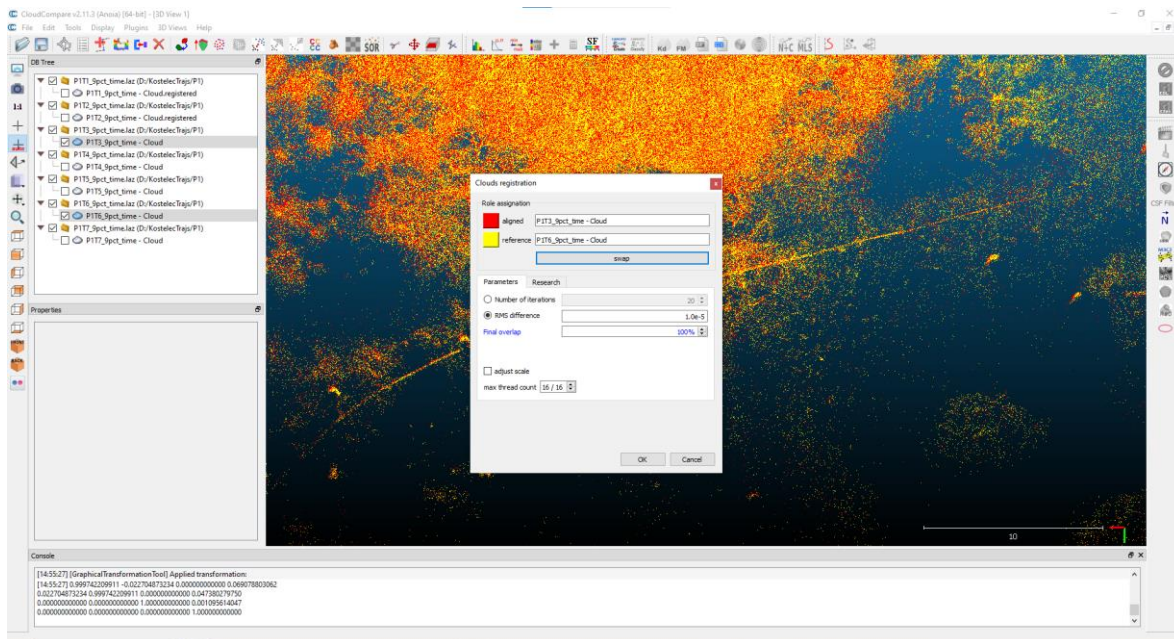 CloudCompare v2.11.3 (Anoia) [64-bit] - [3D View 1]
File Edit Tools Display Plugins 3D Views Help
SOR
SF
Kd
FM
N+C
MLS
DB Tree
P1T1_9pct_time.laz (D:/KostelecTrajs/P1)
P1T1_9pct_time - Cloud.registered
P1T2_9pct_time.laz (D:/KostelecTrajs/P1)
P1T2_9pct_time - Cloud.registered
P1T3_9pct_time.laz (D:/KostelecTrajs/P1)
P1T3_9pct_time - Cloud
P1T4_9pct_time.laz (D:/KostelecTrajs/P1)
P1T4_9pct_time - Cloud
P1T5_9pct_time.laz (D:/KostelecTrajs/P1)
P1T5_9pct_time - Cloud
P1T6_9pct_time.laz (D:/KostelecTrajs/P1)
P1T6_9pct_time - Cloud
P1T7_9pct_time.laz (D:/KostelecTrajs/P1)
P1T7_9pct_time - Cloud
1:1
Properties
Clouds registration
Role assignation
aligned P1T3_9pct_time - Cloud
reference P1T6_9pct_time - Cloud
swap
Parameters Research
Number of iterations 20
RMS difference 1.0e-5
Final overlap 100%
adjust scale
max thread count 16 / 16
OK Cancel
10
N
Console
[14:55:27] [GraphicalTransformationTool] Applied transformation:
[14:55:27] 0.999742209911 -0.022704873234 0.000000000000 0.069078803062
0.022704873234 0.999742209911 0.000000000000 0.047380279750
0.000000000000 0.000000000000 1.000000000000 0.001095614047
0.000000000000 0.000000000000 0.000000000000 1.000000000000